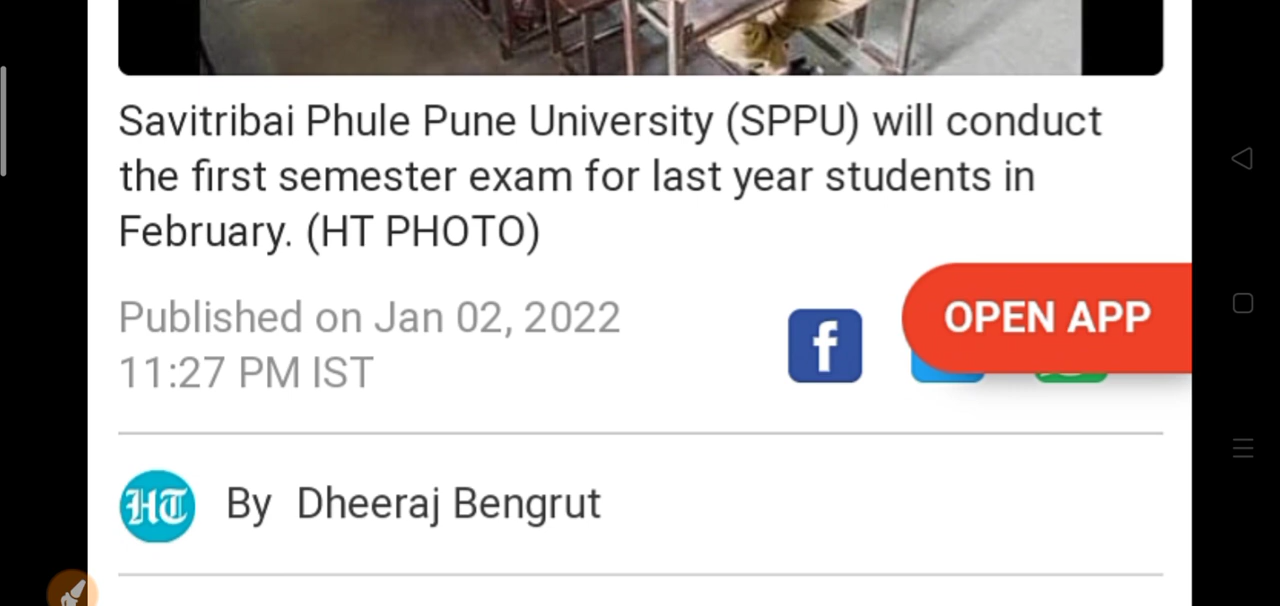 Savitribai Phule Pune University (SPPU) will conduct
the first semester exam for last year students in
February. (HT PHOTO)
Published on Jan 02, 2022
11:27 PM IST
f
OPEN APP
HT By Dheeraj Bengrut